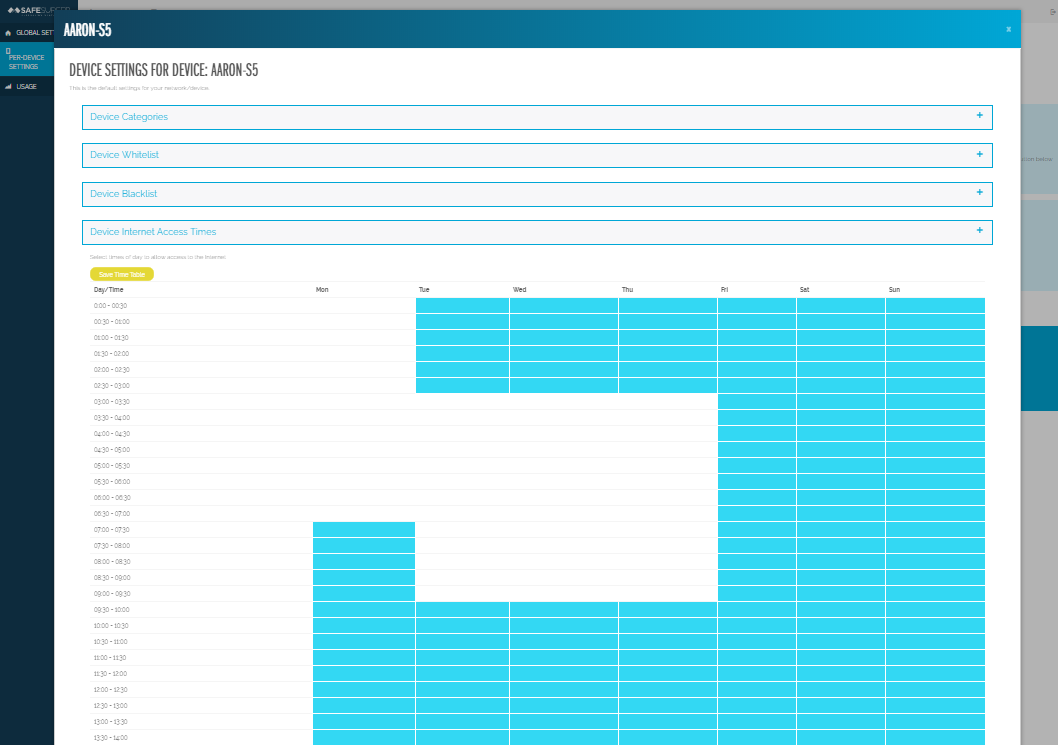 SAFESURFER
AARON-S5
×
GLOBAL SET
PER-DEVICE
SETTINGS
USAGE
DEVICE SETTINGS FOR DEVICE: AARON-S5
This is the default settings for your network/device.
Device Categories +
Device Whitelist +
icon below
Device Blacklist +
Device Internet Access Times +
Select times of day to allow access to the Internet.
Save Time Table
Day/Time Mon Tue Wed Thu Fri Sat Sun
0:00 - 00:30
00:30 - 01:00
01:00 - 01:30
01:30 - 02:00
02:00 - 02:30
02:30 - 03:00
03:00 - 03:30
03:30 - 04:00
04:00 - 04:30
04:30 - 05:00
05:00 - 05:30
05:30 - 06:00
06:00 - 06:30
06:30 - 07:00
07:00 - 07:30
07:30 - 08:00
08:00 - 08:30
08:30 - 09:00
09:00 - 09:30
09:30 - 10:00
10:00 - 10:30
10:30 - 11:00
11:00 - 11:30
11:30 - 12:00
12:00 - 12:30
12:30 - 13:00
13:00 - 13:30
13:30 - 14:00